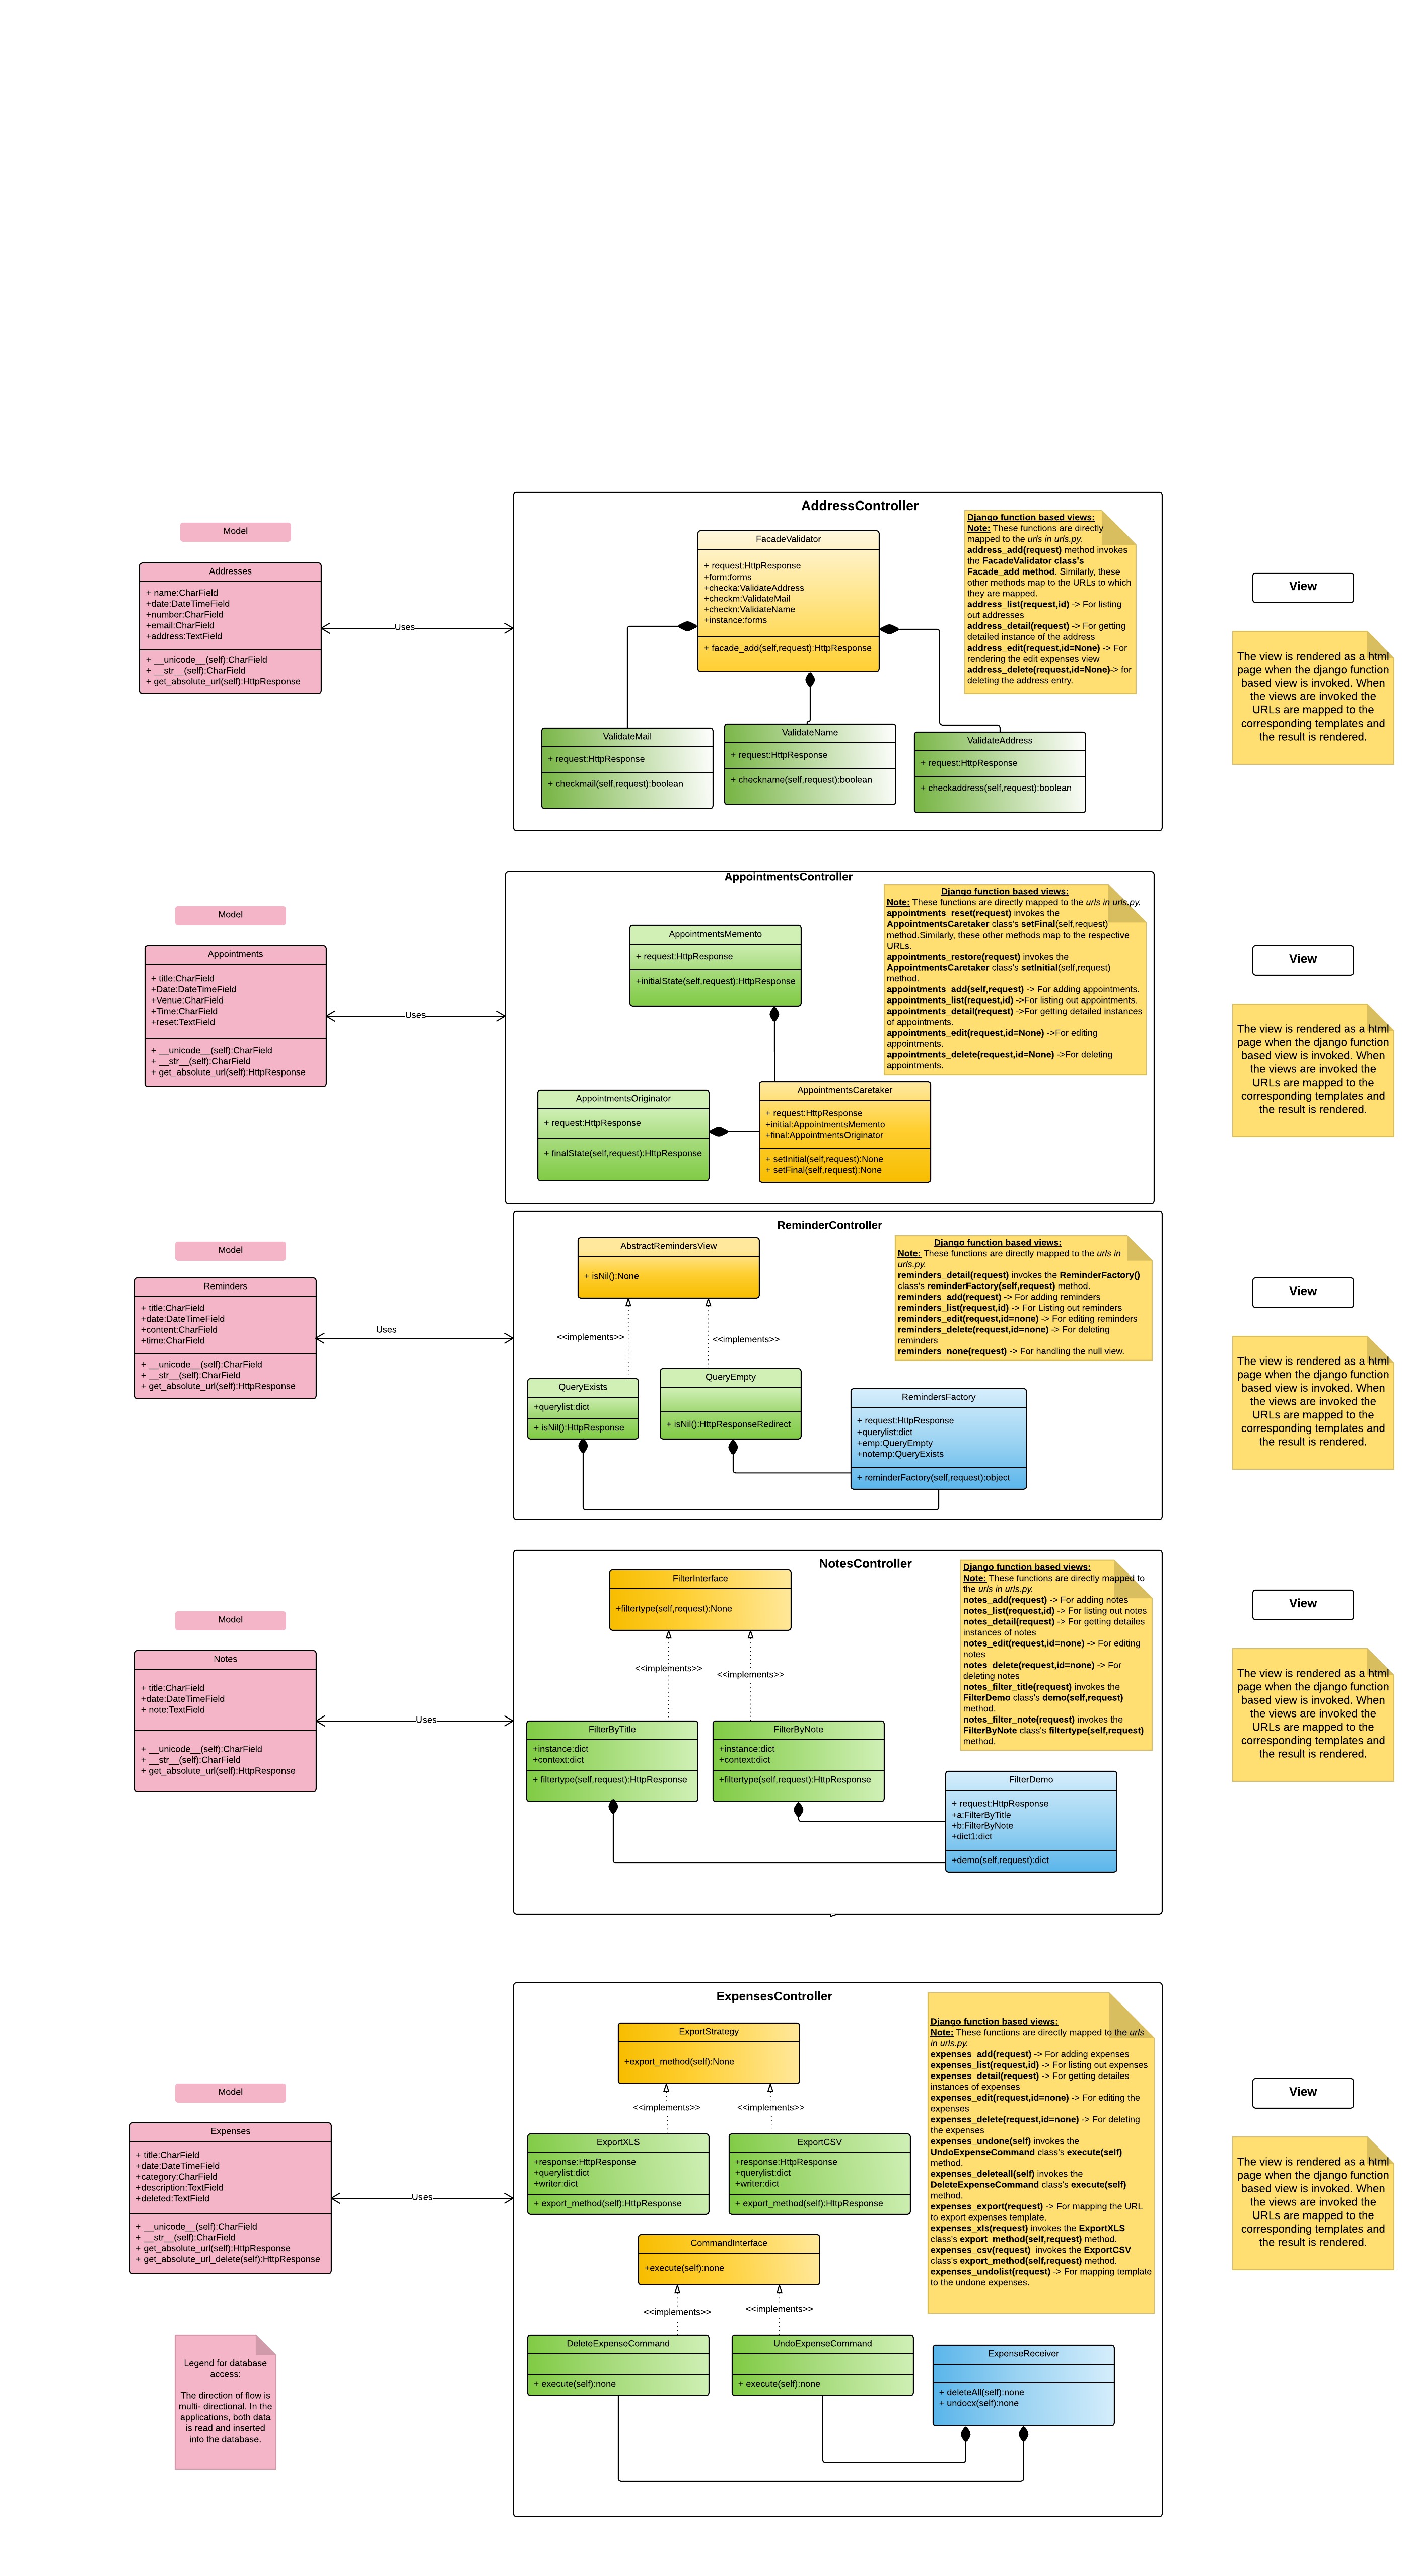 AddressController
Model
Addresses
+ name:CharField
+date:DateTimeField
+number:CharField
+email:CharField
+address:TextField
+ __unicode__(self):CharField
+ __str__(self):CharField
+ get_absolute_url(self):HttpResponse
Uses
FacadeValidator
+ request:HttpResponse
+form:forms
+checka:ValidateAddress
+checkm:ValidateMail
+checkn:ValidateName
+instance:forms
+ facade_add(self,request):HttpResponse
ValidateMail
+ request:HttpResponse
+ checkmail(self,request):boolean
ValidateName
+ request:HttpResponse
+ checkname(self,request):boolean
ValidateAddress
+ request:HttpResponse
+ checkaddress(self,request):boolean
Django function based views:
Note: These functions are directly
mapped to the urls in urls.py.
address_add(request) method invokes
the FacadeValidator class's
Facade_add method. Similarly, these
other methods map to the URLs to which
they are mapped.
address_list(request,id) -> For listing
out addresses
address_detail(request) -> For getting
detailed instance of the address
address_edit(request,id=None) -> For
rendering the edit expenses view
address_delete(request,id=None)-> for
deleting the address entry.
View
The view is rendered as a html
page when the django function
based view is invoked. When
the views are invoked the
URLs are mapped to the
corresponding templates and
the result is rendered.
AppointmentsController
Model
Appointments
+ title:CharField
+Date:DateTimeField
+Venue:CharField
+Time:CharField
+reset:TextField
+ __unicode__(self):CharField
+ __str__(self):CharField
+ get_absolute_url(self):HttpResponse
Uses
AppointmentsMemento
+ request:HttpResponse
+initialState(self,request):HttpResponse
AppointmentsOriginator
+ request:HttpResponse
+ finalState(self,request):HttpResponse
AppointmentsCaretaker
+ request:HttpResponse
+initial:AppointmentsMemento
+final:AppointmentsOriginator
+ setInitial(self,request):None
+ setFinal(self,request):None
Django function based views:
Note: These functions are directly mapped to the urls in urls.py.
appointments_reset(request) invokes the
AppointmentsCaretaker class's setFinal(self,request)
method.Similarly, these other methods map to the respective
URLs.
appointments_restore(request) invokes the
AppointmentsCaretaker class's setInitial(self,request)
method.
appointments_add(self,request) -> For adding appointments.
appointments_list(request,id) ->For listing out appointments.
appointments_detail(request) ->For getting detailed instances
of appointments.
appointments_edit(request,id=None) ->For editing
appointments.
appointments_delete(request,id=None) ->For deleting
appointments.
View
The view is rendered as a html
page when the django function
based view is invoked. When
the views are invoked the
URLs are mapped to the
corresponding templates and
the result is rendered.
ReminderController
Model
Reminders
+ title:CharField
+date:DateTimeField
+content:CharField
+time:CharField
+ __unicode__(self):CharField
+ __str__(self):CharField
+ get_absolute_url(self):HttpResponse
Uses
AbstractRemindersView
+ isNil():None
<<implements>>
<<implements>>
QueryExists
+querylist:dict
+ isNil():HttpResponse
QueryEmpty
+ isNil():HttpResponseRedirect
RemindersFactory
+ request:HttpResponse
+querylist:dict
+emp:QueryEmpty
+notemp:QueryExists
+ reminderFactory(self,request):object
Django function based views:
Note: These functions are directly mapped to the urls in
urls.py.
reminders_detail(request) invokes the ReminderFactory()
class's reminderFactory(self,request) method.
reminders_add(request) -> For adding reminders
reminders_list(request,id) -> For Listing out reminders
reminders_edit(request,id=none) -> For editing reminders
reminders_delete(request,id=none) -> For deleting
reminders
reminders_none(request) -> For handling the null view.
View
The view is rendered as a html
page when the django function
based view is invoked. When
the views are invoked the
URLs are mapped to the
corresponding templates and
the result is rendered.
NotesController
Model
Notes
+ title:CharField
+date:DateTimeField
+ note:TextField
+ __unicode__(self):CharField
+ __str__(self):CharField
+ get_absolute_url(self):HttpResponse
Uses
FilterInterface
+filtertype(self,request):None
<<implements>>
<<implements>>
FilterByTitle
+instance:dict
+context:dict
+ filtertype(self,request):HttpResponse
FilterByNote
+instance:dict
+context:dict
+filtertype(self,request):HttpResponse
FilterDemo
+ request:HttpResponse
+a:FilterByTitle
+b:FilterByNote
+dict1:dict
+demo(self,request):dict
Django function based views:
Note: These functions are directly mapped to
the urls in urls.py.
notes_add(request) -> For adding notes
notes_list(request,id) -> For listing out notes
notes_detail(request) -> For getting detailes
instances of notes
notes_edit(request,id=none) -> For editing
notes
notes_delete(request,id=none) -> For
deleting notes
notes_filter_title(request) invokes the
FilterDemo class's demo(self,request)
method.
notes_filter_note(request) invokes the
FilterByNote class's filtertype(self,request)
method.
View
The view is rendered as a html
page when the django function
based view is invoked. When
the views are invoked the
URLs are mapped to the
corresponding templates and
the result is rendered.
ExpensesController
Model
Expenses
+ title:CharField
+date:DateTimeField
+category:CharField
+description:TextField
+deleted:TextField
+ __unicode__(self):CharField
+ __str__(self):CharField
+ get_absolute_url(self):HttpResponse
+ get_absolute_url_delete(self):HttpResponse
Uses
ExportStrategy
+export_method(self):None
<<implements>>
<<implements>>
ExportXLS
+response:HttpResponse
+querylist:dict
+writer:dict
+ export_method(self):HttpResponse
ExportCSV
+response:HttpResponse
+querylist:dict
+writer:dict
+ export_method(self):HttpResponse
CommandInterface
+execute(self):none
<<implements>>
<<implements>>
DeleteExpenseCommand
+ execute(self):none
UndoExpenseCommand
+ execute(self):none
ExpenseReceiver
+ deleteAll(self):none
+ undocx(self):none
Django function based views:
Note: These functions are directly mapped to the urls
in urls.py.
expenses_add(request) -> For adding expenses
expenses_list(request,id) -> For listing out expenses
expenses_detail(request) -> For getting detailes
instances of expenses
expenses_edit(request,id=none) -> For editing the
expenses
expenses_delete(request,id=none) -> For deleting
the expenses
expenses_undone(self) invokes the
UndoExpenseCommand class's execute(self)
method.
expenses_deleteall(self) invokes the
DeleteExpenseCommand class's execute(self)
method.
expenses_export(request) -> For mapping the URL
to export expenses template.
expenses_xls(request) invokes the ExportXLS
class's export_method(self,request) method.
expenses_csv(request) invokes the ExportCSV
class's export_method(self,request) method.
expenses_undolist(request) -> For mapping template
to the undone expenses.
View
The view is rendered as a html
page when the django function
based view is invoked. When
the views are invoked the
URLs are mapped to the
corresponding templates and
the result is rendered.
Legend for database
access:
The direction of flow is
multi- directional. In the
applications, both data
is read and inserted
into the database.